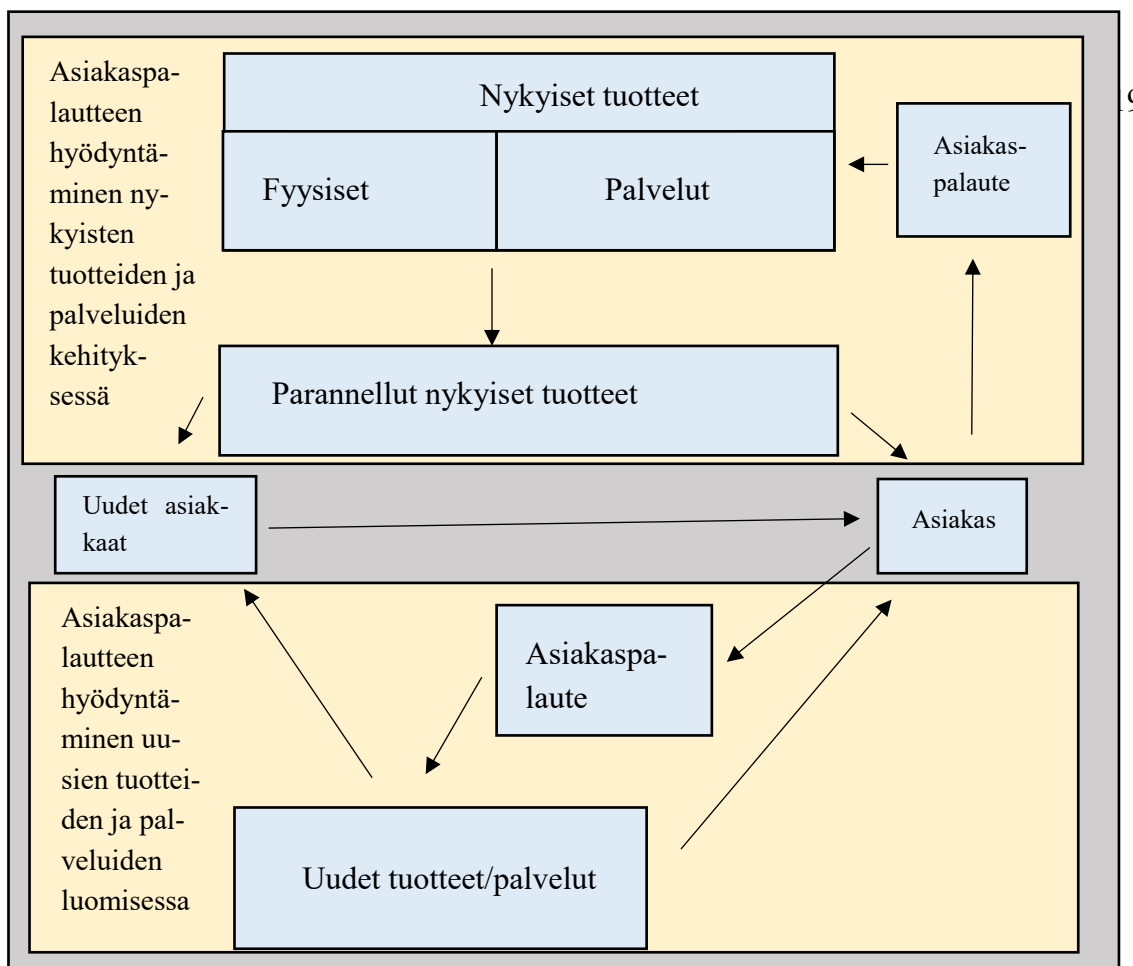 Asiakaspa-
lautteen
hyödyntä-
minen ny-
kyisten
tuotteiden ja
palveluiden
kehityk-
sessä
Nykyiset tuotteet
Fyysiset
Palvelut
Asiakas-
palaute
Parannellut nykyiset tuotteet
Uudet asiak-
kaat
Asiakas
Asiakaspa-
lautteen
hyödyntä-
minen uu-
sien tuottei-
den ja pal-
veluiden
luomisessa
Asiakaspa-
laute
Uudet tuotteet/palvelut